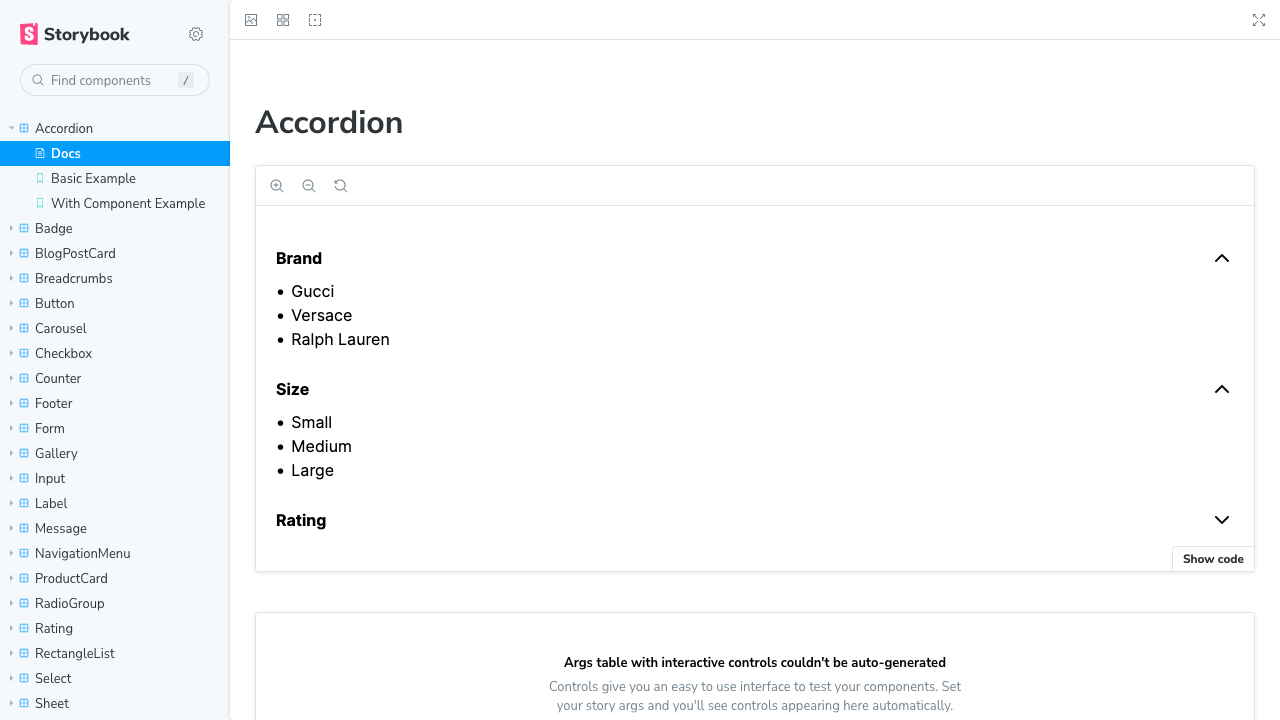 Storybook
Find components
/
Accordion
Docs
Basic Example
With Component Example
Badge
BlogPostCard
Breadcrumbs
Button
Carousel
Checkbox
Counter
Footer
Form
Gallery
Input
Label
Message
NavigationMenu
ProductCard
RadioGroup
Rating
RectangleList
Select
Sheet
Accordion
Brand
• Gucci
• Versace
• Ralph Lauren
Size
• Small
• Medium
• Large
Rating
Show code
Args table with interactive controls couldn't be auto-generated
Controls give you an easy to use interface to test your components. Set
your story args and you'll see controls appearing here automatically.